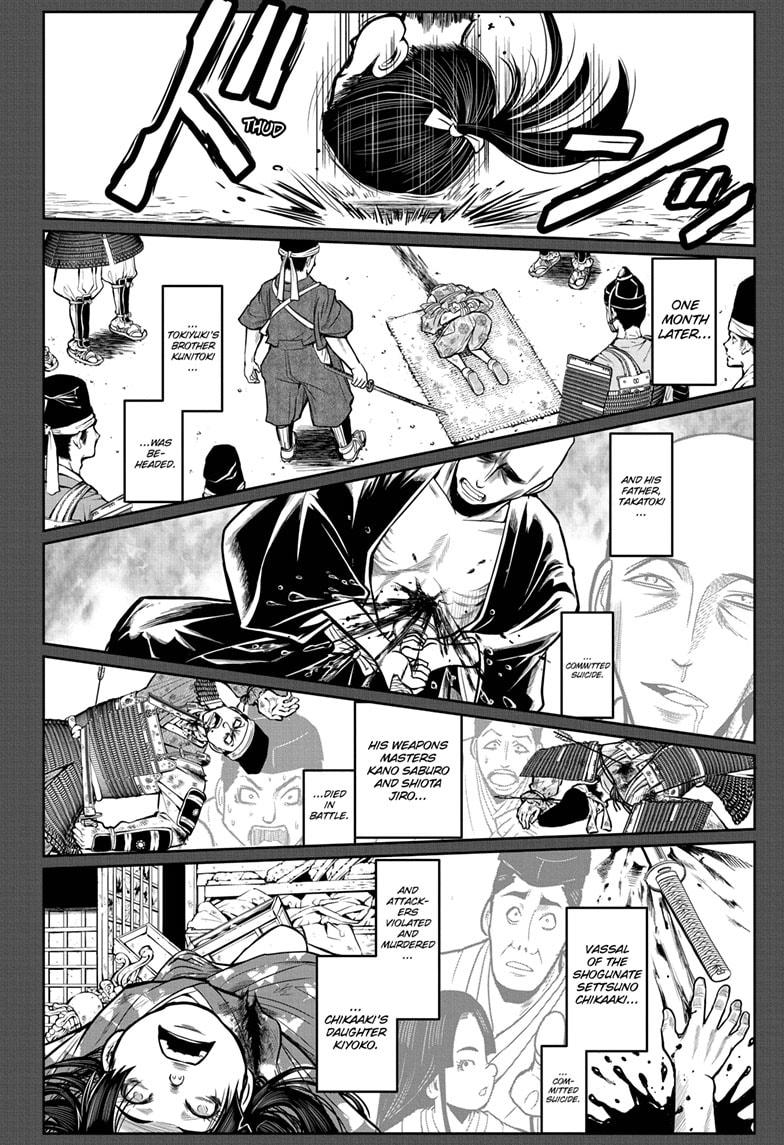 ドンッ
THUD
ONE
MONTH
LATER...
...
TOKIYUKI'S
BROTHER
KUNITOKI
...
...WAS
BE-
HEADED.
AND HIS
FATHER,
TAKATOKI
...
...
COMMITTED
SUICIDE.
HIS WEAPONS
MASTERS
KANO SABURO
AND SHIOTA
JIRO...
...DIED
IN
BATTLE.
VASSAL
OF THE
SHOGUNATE
SETTSUNO
CHIKAAKI...
...
COM-
MITTED
SUICIDE.
AND
ATTACK-
ERS
VIOLATED
AND
MURDERED
...
...
CHIKAAKI'S
DAUGHTER
KIYOKO.